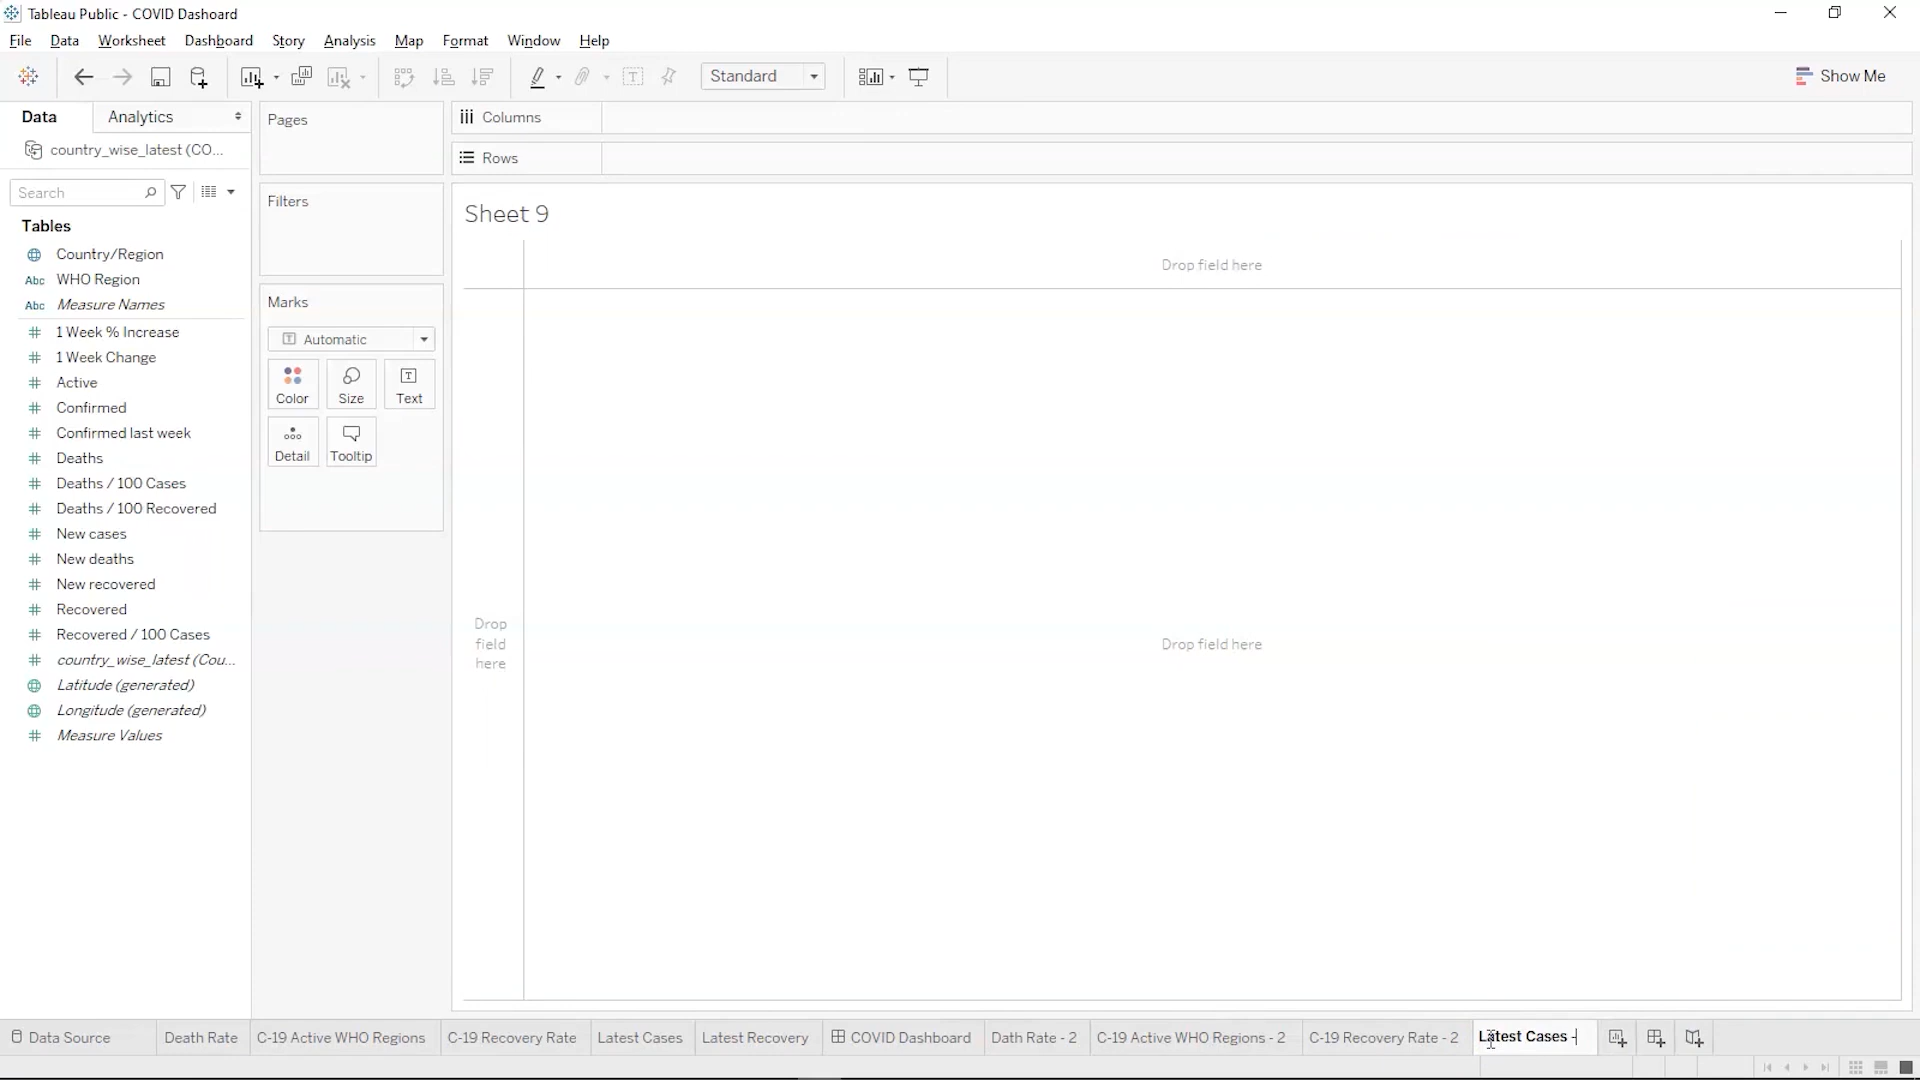 Tableau Public - COVID Dashoard
File Data Worksheet Dashboard Story Analysis Map Format Window Help
Standard
Show Me
Data Analytics
country_wise_latest (CO...
Search
Tables
Country/Region
Abc WHO Region
Abc Measure Names
1 Week % Increase
1 Week Change
Active
Confirmed
Confirmed last week
Deaths
Deaths / 100 Cases
Deaths / 100 Recovered
New cases
New deaths
New recovered
Recovered
Recovered / 100 Cases
country_wise_latest (Cou...
Latitude (generated)
Longitude (generated)
Measure Values
Pages
Filters
Marks
Automatic
Color Size Text
Detail Tooltip
Columns
Rows
Sheet 9
Drop field here
Drop
field
here
Drop field here
Data Source Death Rate C-19 Active WHO Regions C-19 Recovery Rate Latest Cases Latest Recovery COVID Dashboard Dath Rate - 2 C-19 Active WHO Regions - 2 C-19 Recovery Rate - 2 Latest Cases -